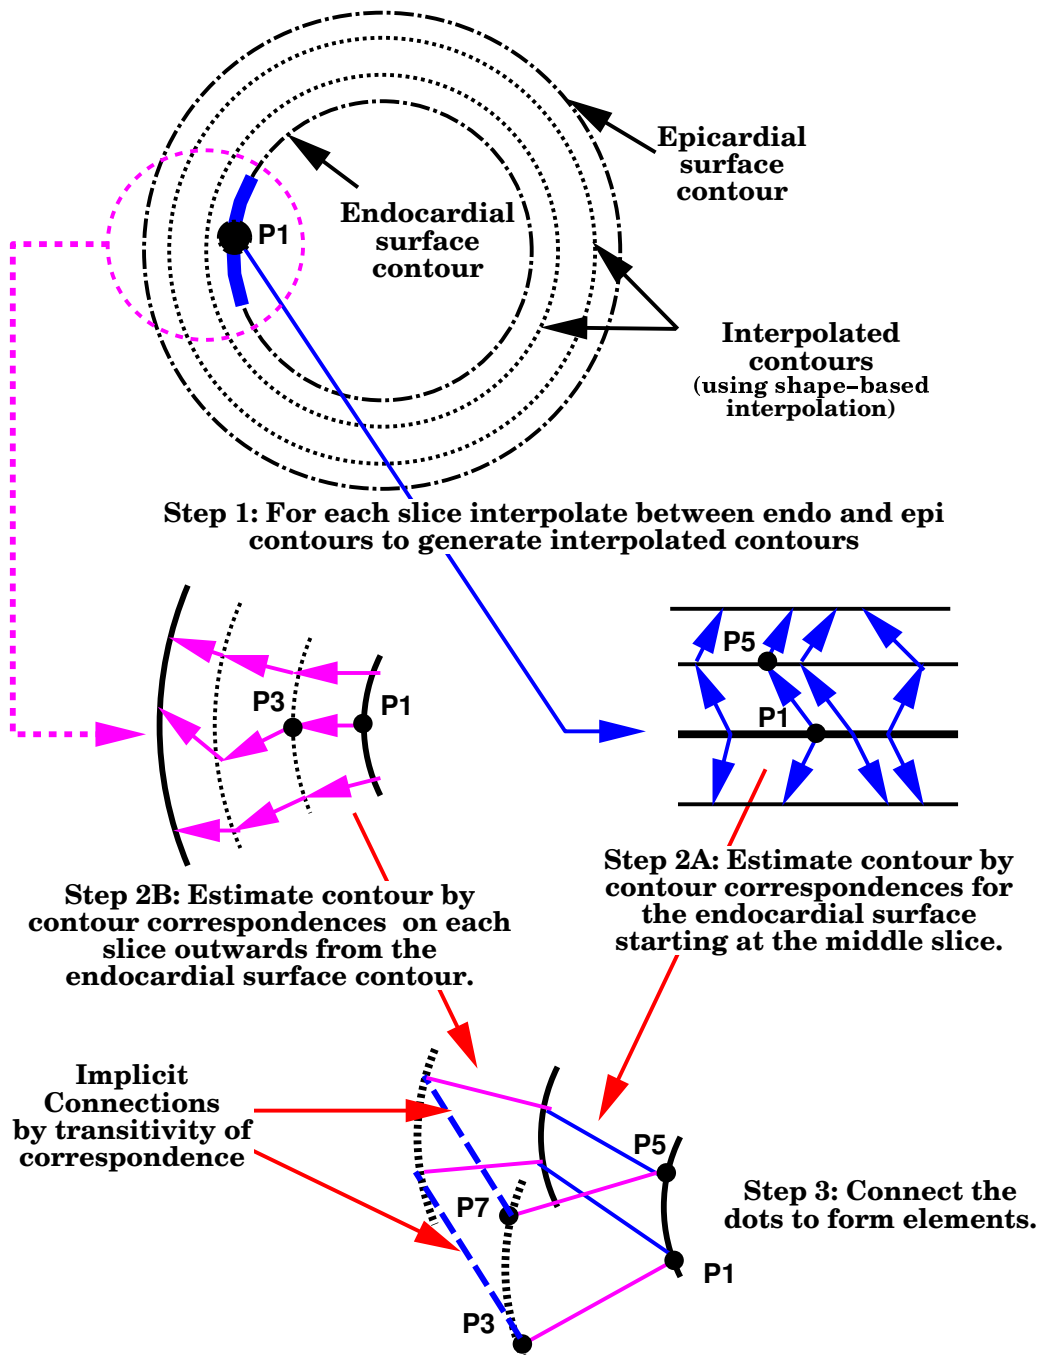 Epicardial
surface
contour
Endocardial
surface
contour
P1
Interpolated
contours
(using shape-based
interpolation)
Step 1: For each slice interpolate between endo and epi
contours to generate interpolated contours
P5
P3
P1
P1
Step 2A: Estimate contour by
contour correspondences for
the endocardial surface
starting at the middle slice.
Step 2B: Estimate contour by
contour correspondences on each
slice outwards from the
endocardial surface contour.
Implicit
Connections
by transitivity of
correspondence
P5
P7
Step 3: Connect the
dots to form elements.
P1
P3